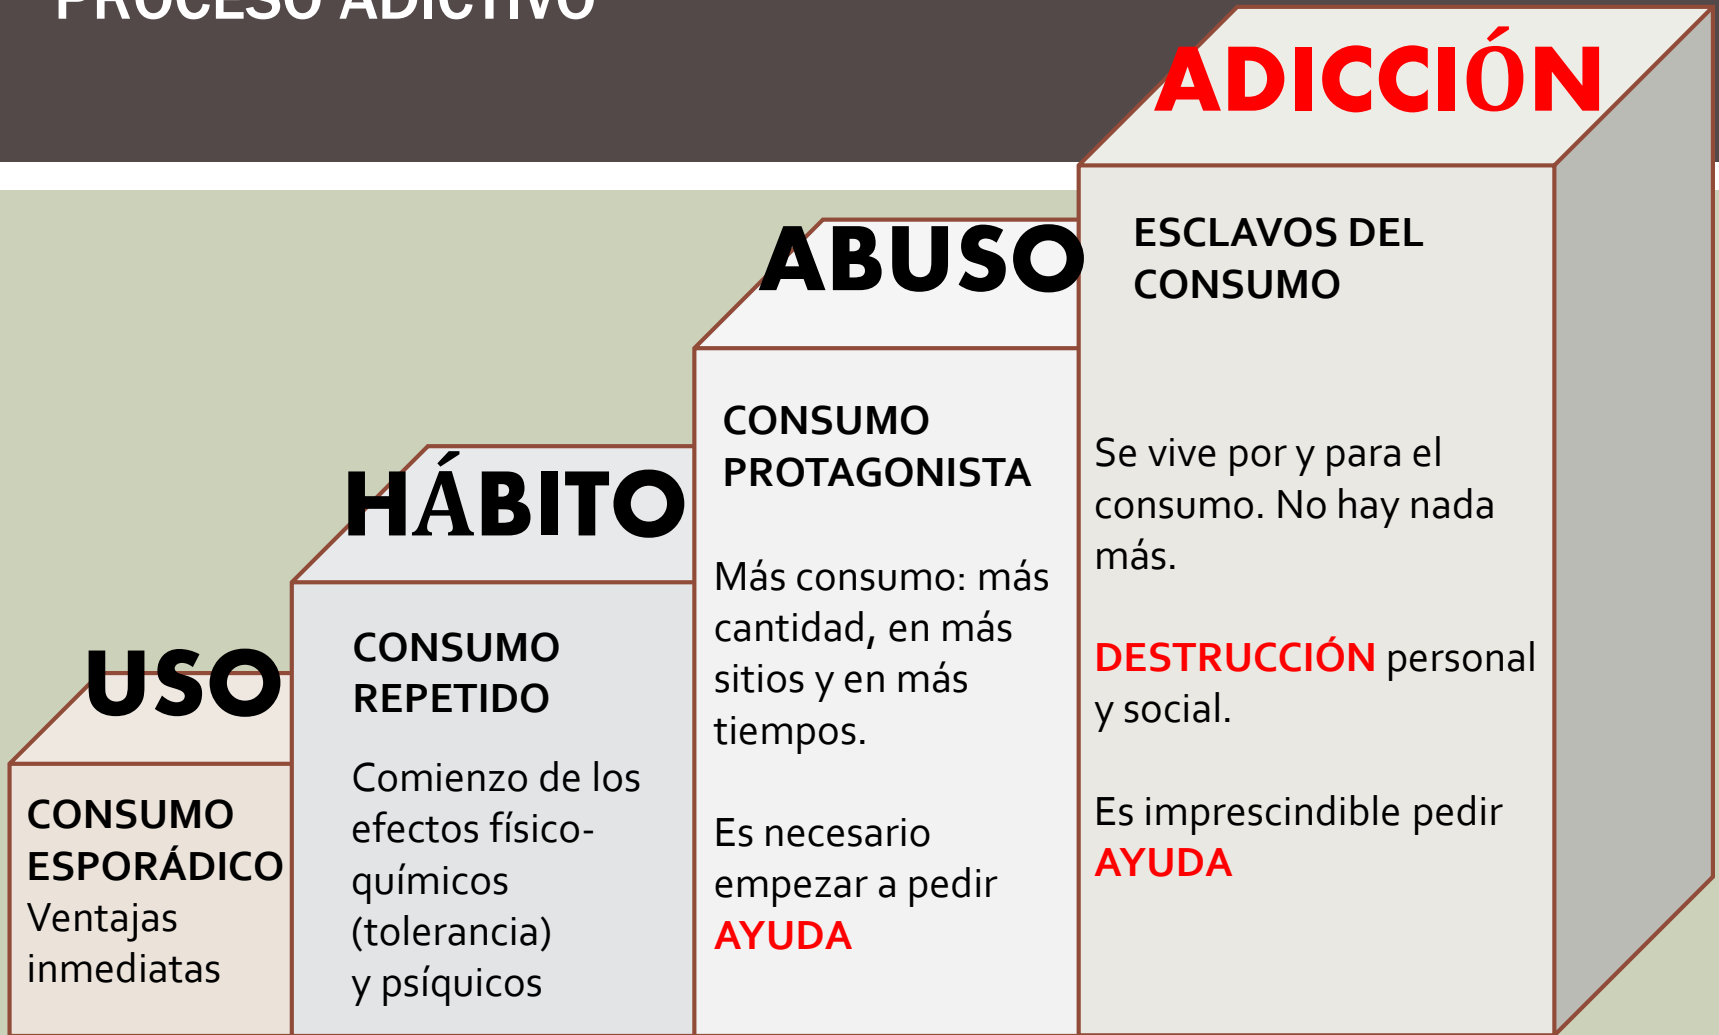 PROCESO ADICTIVO
USO
CONSUMO
ESPORÁDICO
Ventajas
inmediatas
HÁBITO
CONSUMO
REPETIDO
Comienzo de los
efectos físico-
químicos
(tolerancia)
y psíquicos
ABUSO
CONSUMO
PROTAGONISTA
Más consumo: más
cantidad, en más
sitios y en más
tiempos.
Es necesario
empezar a pedir
AYUDA
ADICCIÓN
ESCLAVOS DEL
CONSUMO
Se vive por y para el
consumo. No hay nada
más.
DESTRUCCIÓN personal
y social.
Es imprescindible pedir
AYUDA